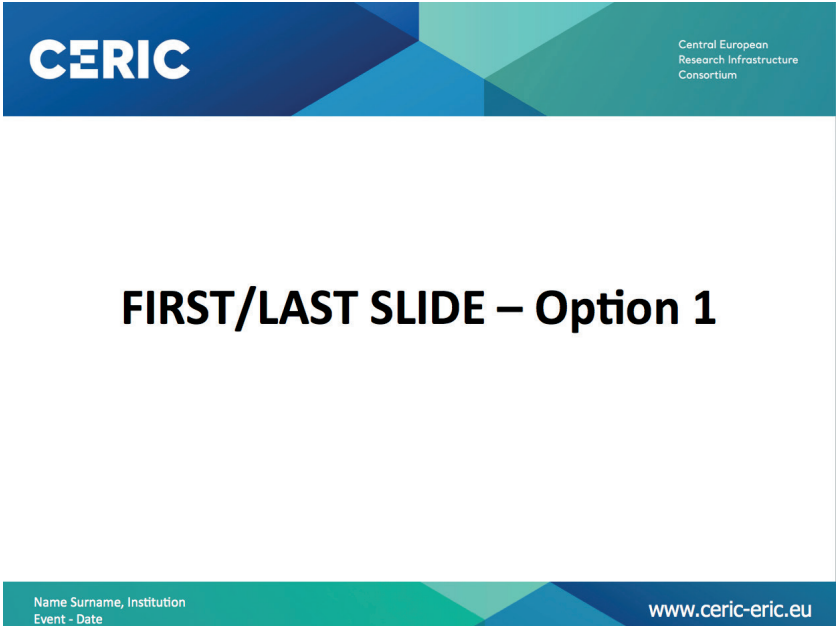 CERIC
Central European
Research Infrastructure
Consortium
FIRST/LAST SLIDE – Option 1
Name Surname, Institution
Event - Date
www.ceric-eric.eu